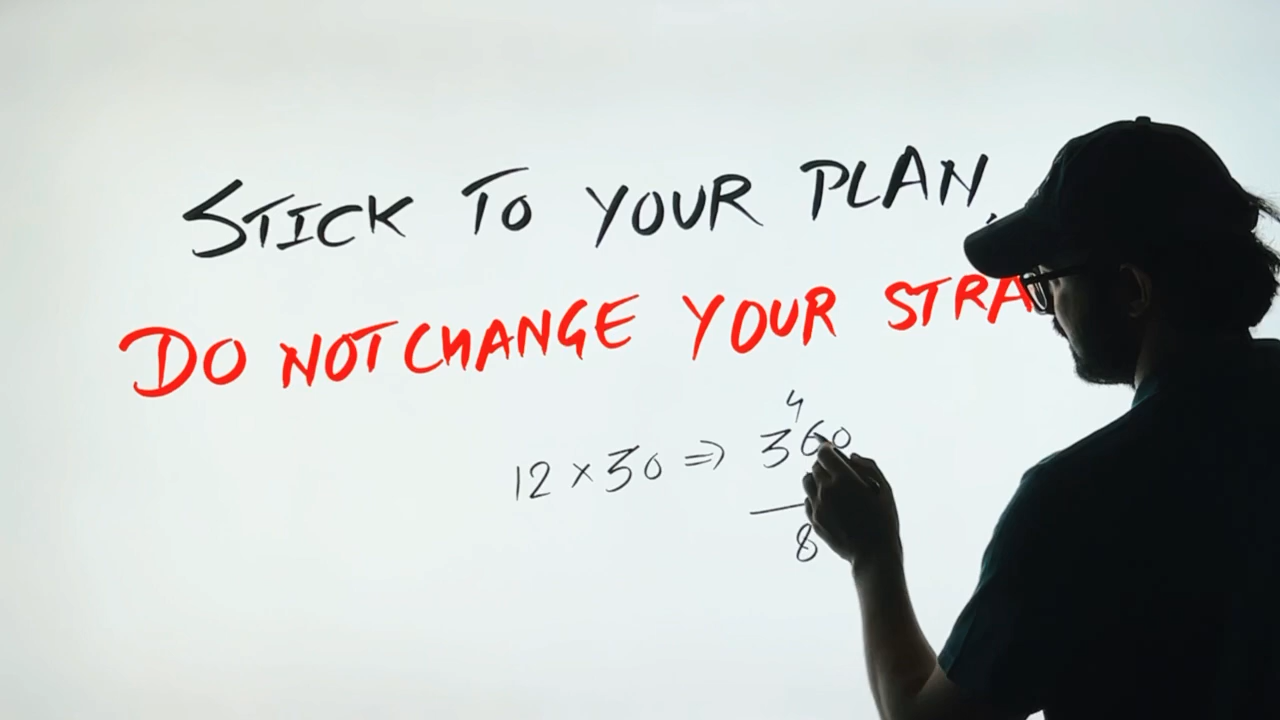 STICK TO YOUR PLAN,
DO NOT CHANGE YOUR STRA
4
12 × 30 ⇒ 360
8